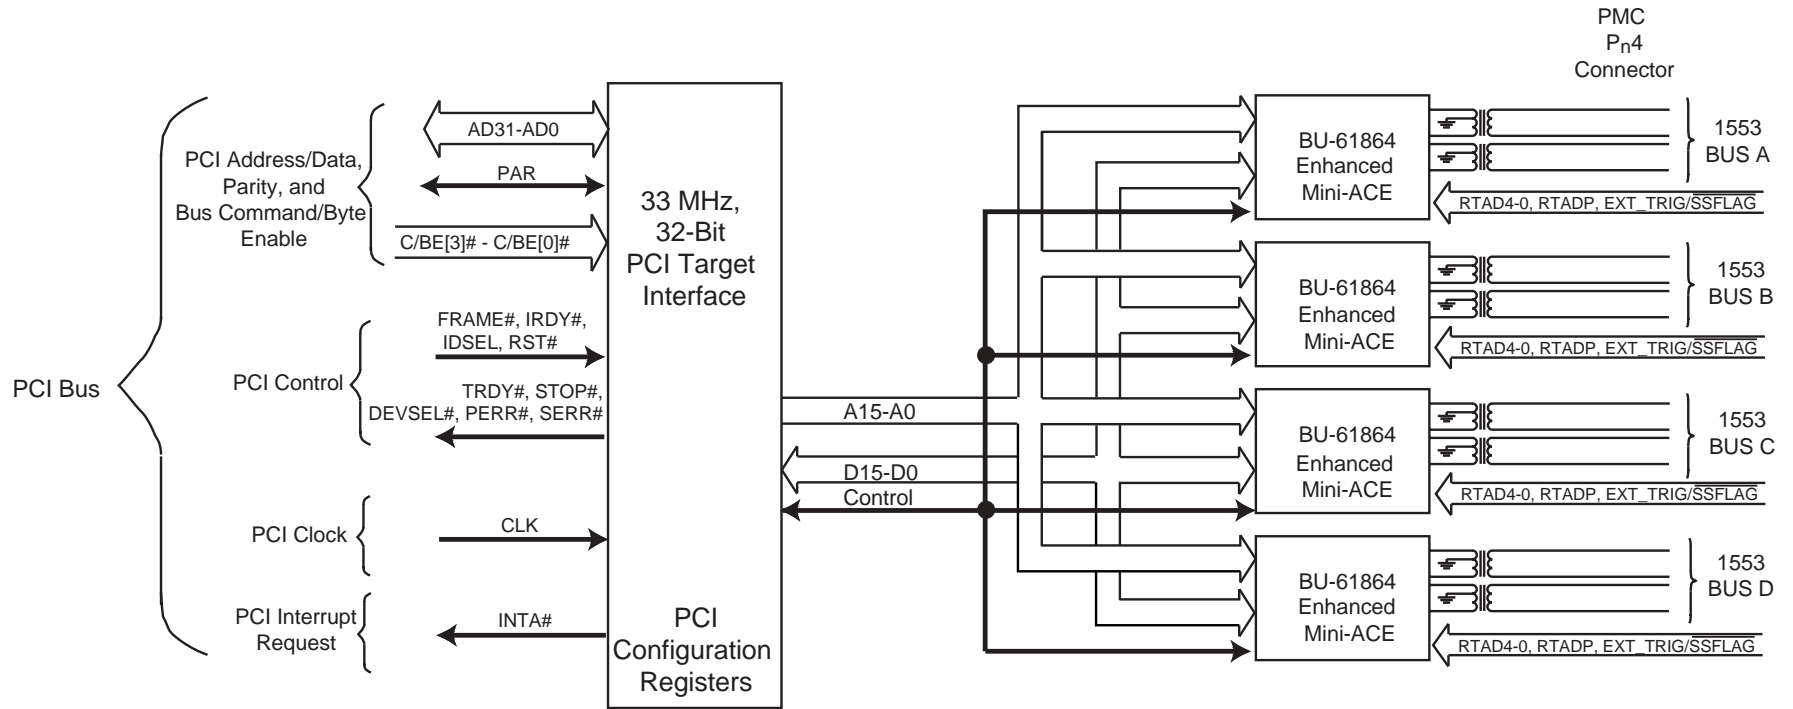 PMC
Pn4
Connector
PCI Bus
PCI Address/Data,
Parity, and
Bus Command/Byte
Enable
AD31-AD0
PAR
C/BE[3]# - C/BE[0]#
PCI Control
FRAME#, IRDY#,
IDSEL, RST#
TRDY#, STOP#,
DEVSEL#, PERR#, SERR#
PCI Clock
CLK
PCI Interrupt
Request
INTA#
33 MHz,
32-Bit
PCI Target
Interface
PCI
Configuration
Registers
A15-A0
D15-D0
Control
BU-61864
Enhanced
Mini-ACE
1553
BUS A
RTAD4-0, RTADP, EXT_TRIG/SSFLAG
BU-61864
Enhanced
Mini-ACE
1553
BUS B
RTAD4-0, RTADP, EXT_TRIG/SSFLAG
BU-61864
Enhanced
Mini-ACE
1553
BUS C
RTAD4-0, RTADP, EXT_TRIG/SSFLAG
BU-61864
Enhanced
Mini-ACE
1553
BUS D
RTAD4-0, RTADP, EXT_TRIG/SSFLAG